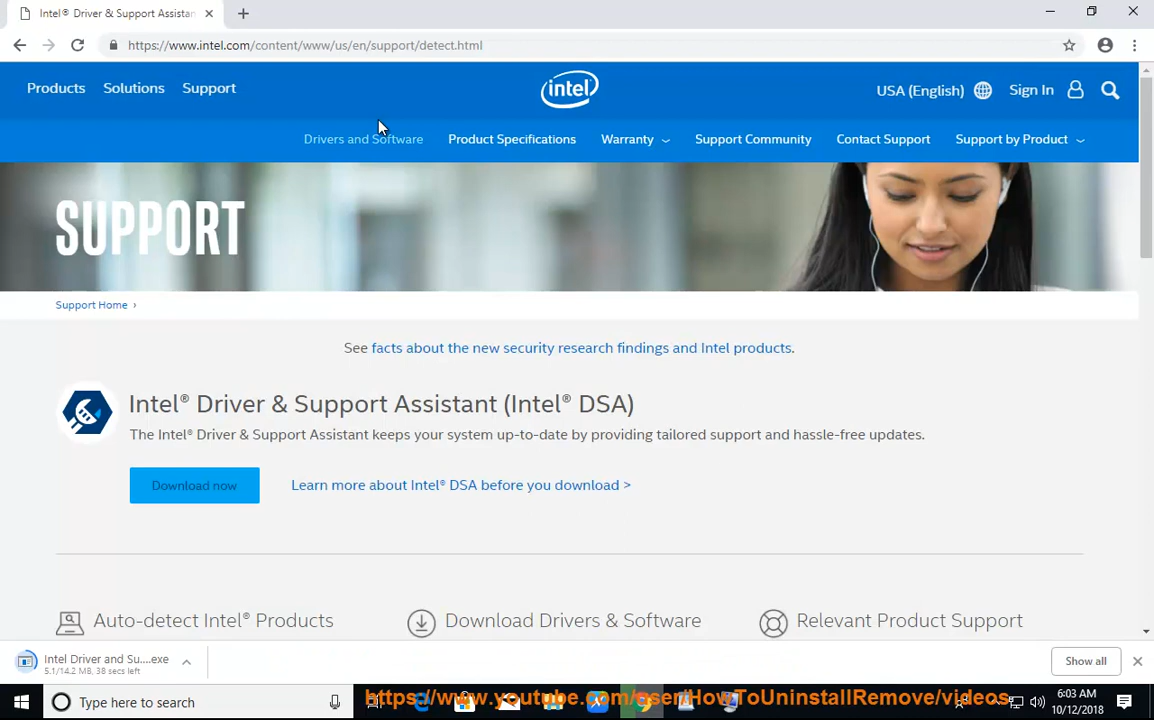 Intel® Driver & Support Assistan
https://www.intel.com/content/www/us/en/support/detect.html
Products Solutions Support
intel
USA (English) Sign In
Drivers and Software Product Specifications Warranty Support Community Contact Support Support by Product
SUPPORT
Support Home ›
See facts about the new security research findings and Intel products.
Intel® Driver & Support Assistant (Intel® DSA)
The Intel® Driver & Support Assistant keeps your system up-to-date by providing tailored support and hassle-free updates.
Download now Learn more about Intel® DSA before you download >
Auto-detect Intel® Products Download Drivers & Software Relevant Product Support
Intel Driver and Su....exe
5.1/14.2 MB, 38 secs left
Show all
Type here to search
https://www.youtube.com/user/HowToUninstallRemove/videos
6:03 AM
10/12/2018